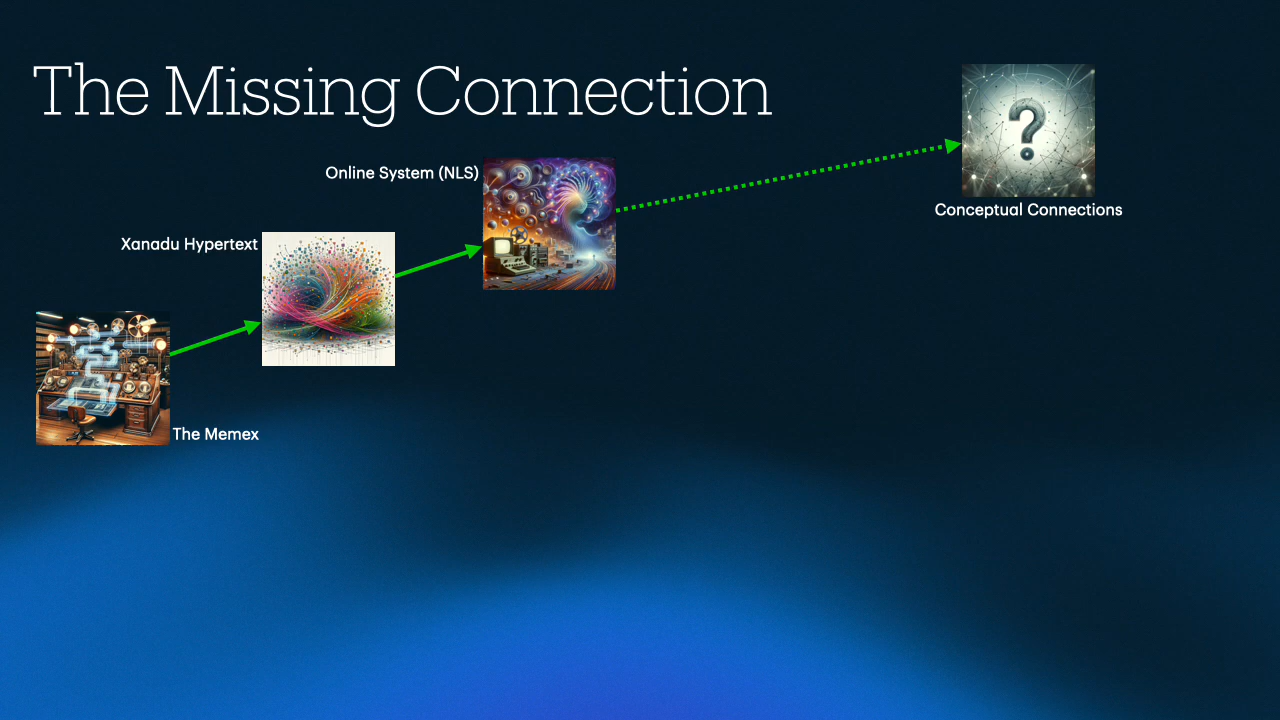 The Missing Connection
Online System (NLS)
Conceptual Connections
Xanadu Hypertext
The Memex